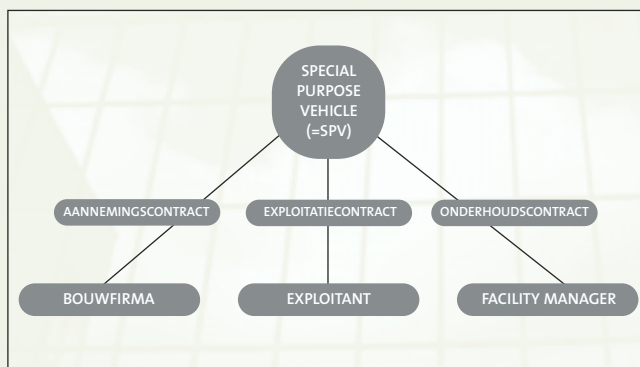 SPECIAL
PURPOSE
VEHICLE
(=SPV)
AANNEMINGSCONTRACT
EXPLOITATIECONTRACT
ONDERHOUDSCONTRACT
BOUWFIRMA
EXPLOITANT
FACILITY MANAGER